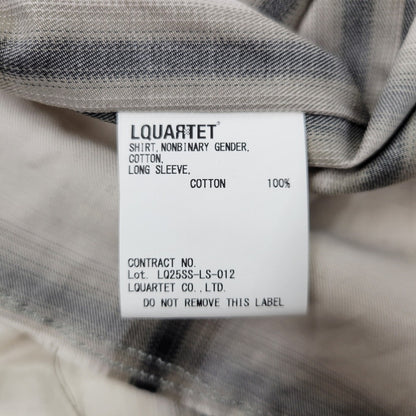 LQUARTET
SHIRT, NONBINARY GENDER,
COTTON,
LONG SLEEVE,
COTTON 100%
CONTRACT NO.
Lot. LQ25SS-LS-012
LQUARTET CO.,LTD.
DO NOT REMOVE THIS LABEL